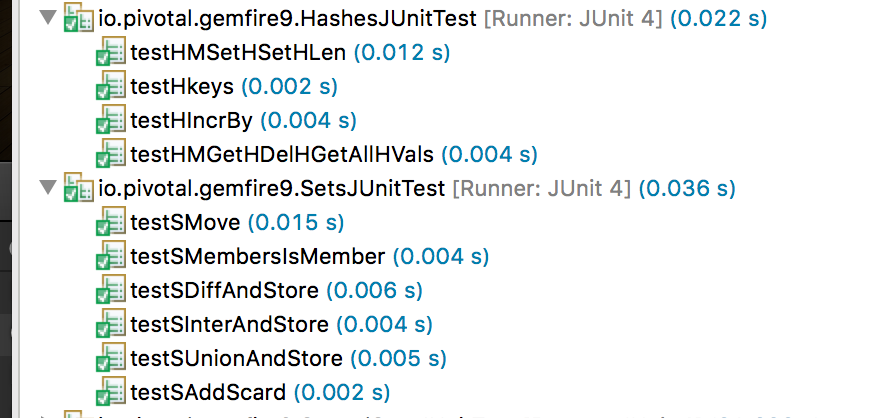 io.pivotal.gemfire9.HashesJUnitTest [Runner: JUnit 4] (0.022 s)
testHMSetHSetHLen (0.012 s)
testHkeys (0.002 s)
testHIncrBy (0.004 s)
testHMGetHDelHGetAllHVals (0.004 s)
io.pivotal.gemfire9.SetsJUnitTest [Runner: JUnit 4] (0.036 s)
testSMove (0.015 s)
testSMembersIsMember (0.004 s)
testSDiffAndStore (0.006 s)
testSInterAndStore (0.004 s)
testSUnionAndStore (0.005 s)
testSAddScard (0.002 s)